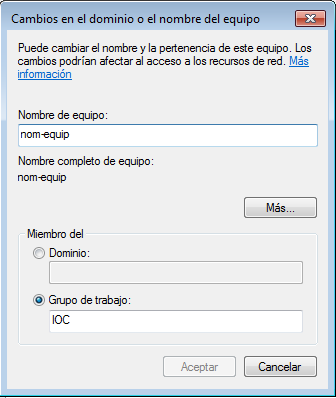 Cambios en el dominio o el nombre del equipo
Puede cambiar el nombre y la pertenencia de este equipo. Los
cambios podrían afectar al acceso a los recursos de red. Más
información
Nombre de equipo:
nom-equip
Nombre completo de equipo:
nom-equip
Más...
Miembro del
Dominio:
Grupo de trabajo:
IOC
Aceptar
Cancelar